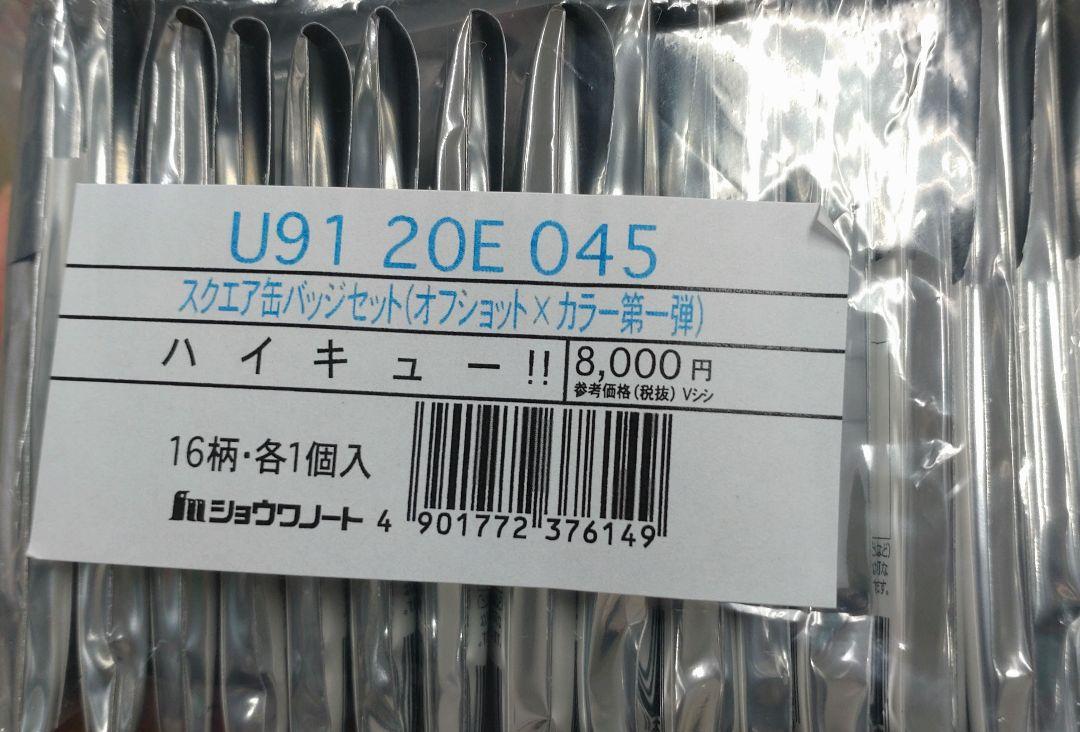 U91 20E 045
スクエア缶バッジセット(オフショット×カラー第一弾)
ハイキュー!!
8,000円
参考価格(税抜) Vシシ
16柄・各1個入
ショウワノート
4 901772 376149